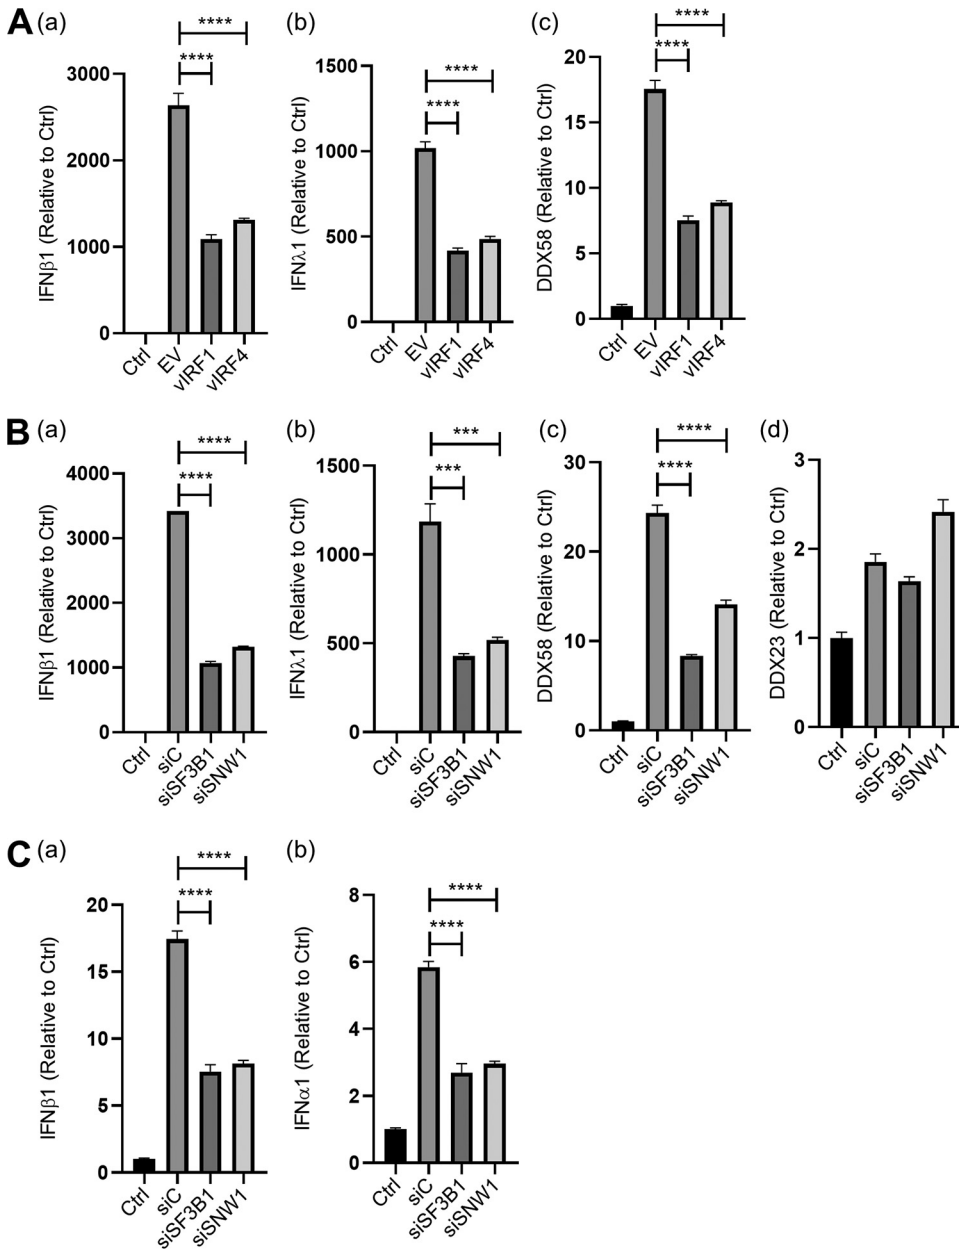 A (a)
****
****
IFNβ1 (Relative to Ctrl)
3000
2000
1000
0
Ctrl
EV
vIRF1
vIRF4
(b)
****
****
IFNλ1 (Relative to Ctrl)
1500
1000
500
0
Ctrl
EV
vIRF1
vIRF4
(c)
****
****
DDX58 (Relative to Ctrl)
20
15
10
5
0
Ctrl
EV
vIRF1
vIRF4
B (a)
****
****
IFNβ1 (Relative to Ctrl)
4000
3000
2000
1000
0
Ctrl
siC
siSF3B1
siSNW1
(b)
***
***
IFNλ1 (Relative to Ctrl)
1500
1000
500
0
Ctrl
siC
siSF3B1
siSNW1
(c)
****
****
DDX58 (Relative to Ctrl)
30
20
10
0
Ctrl
siC
siSF3B1
siSNW1
(d)
DDX23 (Relative to Ctrl)
3
2
1
0
Ctrl
siC
siSF3B1
siSNW1
C (a)
****
****
IFNβ1 (Relative to Ctrl)
20
15
10
5
0
Ctrl
siC
siSF3B1
siSNW1
(b)
****
****
IFNα1 (Relative to Ctrl)
8
6
4
2
0
Ctrl
siC
siSF3B1
siSNW1